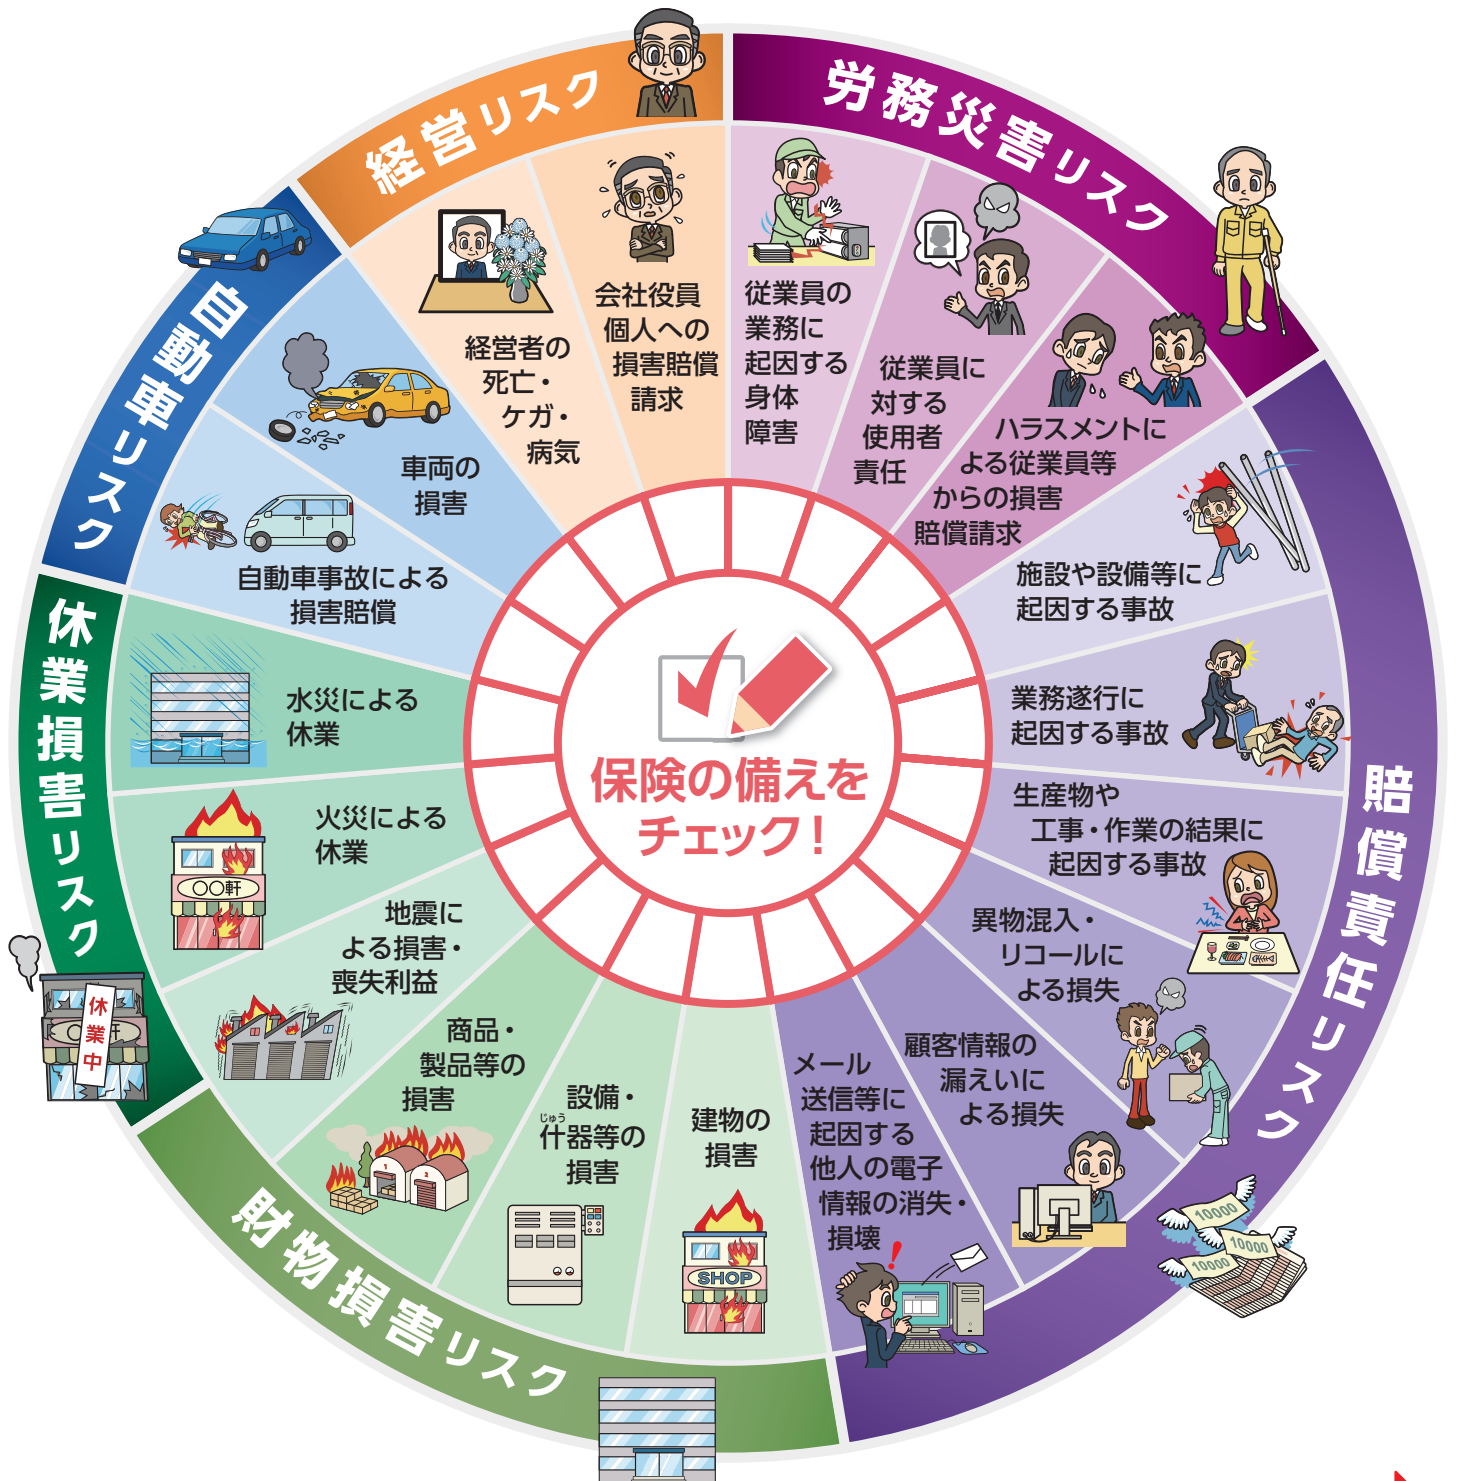 経営リスク
労務災害リスク
賠償責任リスク
財物損害リスク
休業損害リスク
自動車リスク
会社役員
個人への
損害賠償
請求
経営者の
死亡・
ケガ・
病気
従業員の
業務に
起因する
身体
障害
従業員に
対する
使用者
責任
ハラスメントに
よる従業員等
からの損害
賠償請求
施設や設備等に
起因する事故
業務遂行に
起因する事故
生産物や
工事・作業の結果に
起因する事故
異物混入・
リコールに
よる損失
顧客情報の
漏えいに
よる損失
メール
送信等に
起因する
他人の電子
情報の消失・
損壊
建物の
損害
設備・
じゅう
什器等の
損害
商品・
製品等の
損害
地震に
よる損害・
喪失利益
火災による
休業
水災による
休業
自動車事故による
損害賠償
車両の
損害
保険の備えを
チェック！
〇〇軒
休業中
〇軒
SHOP
1
2
10000
10000
10000